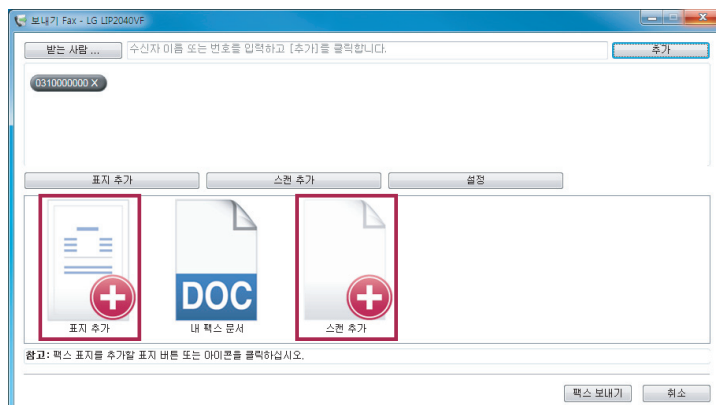 보내기 Fax - LG LIP2040VF
받는 사람 ... 수신자 이름 또는 번호를 입력하고 [추가]를 클릭합니다. 추가
0310000000 X
표지 추가 스캔 추가 설정
DOC
표지 추가 내 팩스 문서 스캔 추가
참고: 팩스 표지를 추가할 표지 버튼 또는 아이콘을 클릭하십시오.
팩스 보내기 취소